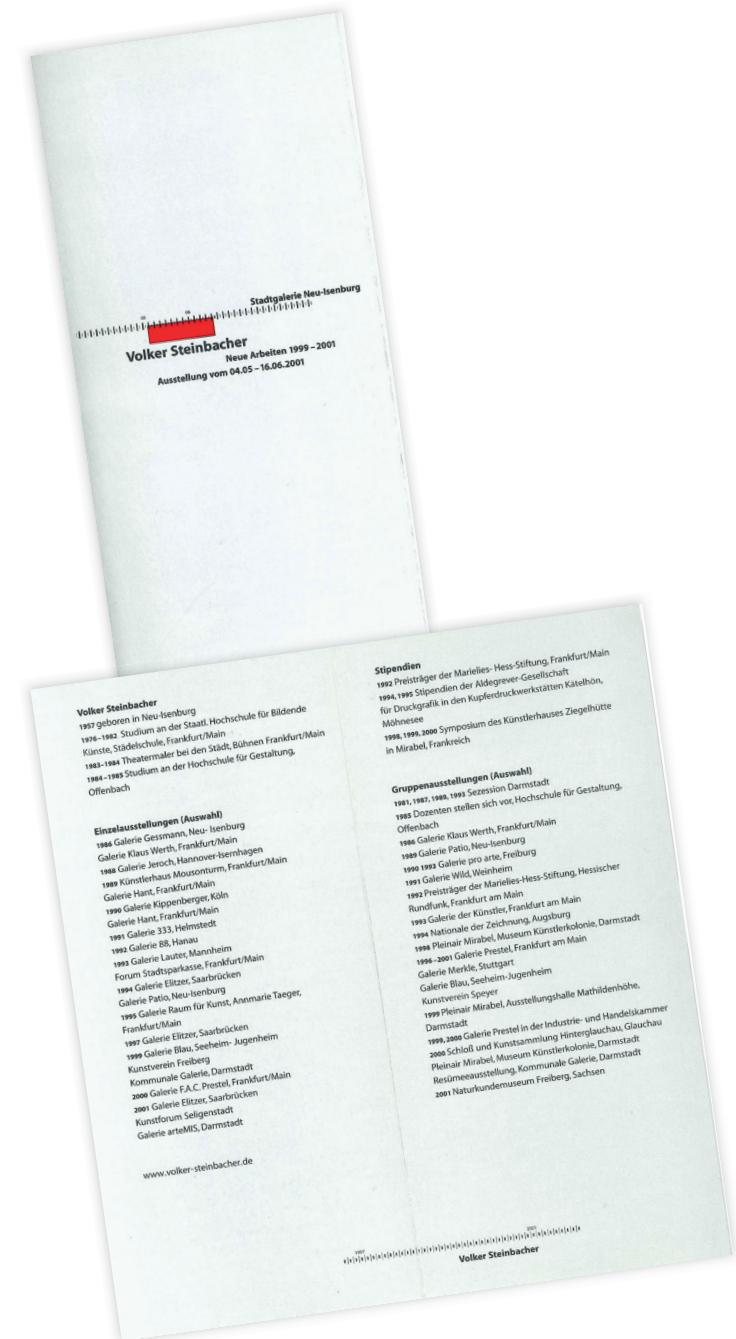 Stadtgalerie Neu-Isenburg
Volker Steinbacher
Neue Arbeiten 1999 – 2001
Ausstellung vom 04.05 – 16.06.2001
Volker Steinbacher
1957 geboren in Neu-Isenburg
1976–1982 Studium an der Staatl. Hochschule für Bildende
Künste, Städelschule, Frankfurt/Main
1983–1984 Theatermaler bei den Städt, Bühnen Frankfurt/Main
1984–1985 Studium an der Hochschule für Gestaltung,
Offenbach
Einzelausstellungen (Auswahl)
1986 Galerie Gessmann, Neu- Isenburg
Galerie Klaus Werth, Frankfurt/Main
1988 Galerie Jeroch, Hannover-Isernhagen
1989 Künstlerhaus Mousonturm, Frankfurt/Main
Galerie Hant, Frankfurt/Main
1990 Galerie Kippenberger, Köln
Galerie Hant, Frankfurt/Main
1991 Galerie 333, Helmstedt
1992 Galerie 88, Hanau
1993 Galerie Lauter, Mannheim
Forum Stadtsparkasse, Frankfurt/Main
1994 Galerie Elitzer, Saarbrücken
Galerie Patio, Neu-Isenburg
1995 Galerie Raum für Kunst, Annmarie Taeger,
Frankfurt/Main
1997 Galerie Elitzer, Saarbrücken
1999 Galerie Blau, Seeheim- Jugenheim
Kunstverein Freiberg
Kommunale Galerie, Darmstadt
2000 Galerie F.A.C. Prestel, Frankfurt/Main
2001 Galerie Elitzer, Saarbrücken
Kunstforum Seligenstadt
Galerie arteMIS, Darmstadt
www.volker-steinbacher.de
Stipendien
1992 Preisträger der Marielies- Hess-Stiftung, Frankfurt/Main
1994, 1995 Stipendien der Aldegrever-Gesellschaft
für Druckgrafik in den Kupferdruckwerkstätten Kätelhön,
Möhnesee
1998, 1999, 2000 Symposium des Künstlerhauses Ziegelhütte
in Mirabel, Frankreich
Gruppenausstellungen (Auswahl)
1981, 1987, 1989, 1993 Sezession Darmstadt
1985 Dozenten stellen sich vor, Hochschule für Gestaltung,
Offenbach
1986 Galerie Klaus Werth, Frankfurt/Main
1989 Galerie Patio, Neu-Isenburg
1990 1993 Galerie pro arte, Freiburg
1991 Galerie Wild, Weinheim
1992 Preisträger der Marielies-Hess-Stiftung, Hessischer
Rundfunk, Frankfurt am Main
1993 Galerie der Künstler, Frankfurt am Main
1994 Nationale der Zeichnung, Augsburg
1998 Pleinair Mirabel, Museum Künstlerkolonie, Darmstadt
1996–2001 Galerie Prestel, Frankfurt am Main
Galerie Merkle, Stuttgart
Galerie Blau, Seeheim-Jugenheim
Kunstverein Speyer
1999 Pleinair Mirabel, Ausstellungshalle Mathildenhöhe,
Darmstadt
1999, 2000 Galerie Prestel in der Industrie- und Handelskammer
2000 Schloß und Kunstsammlung Hinterglauchau, Glauchau
Pleinair Mirabel, Museum Künstlerkolonie, Darmstadt
Resümeeausstellung, Kommunale Galerie, Darmstadt
2001 Naturkundemuseum Freiberg, Sachsen
2001
Volker Steinbacher